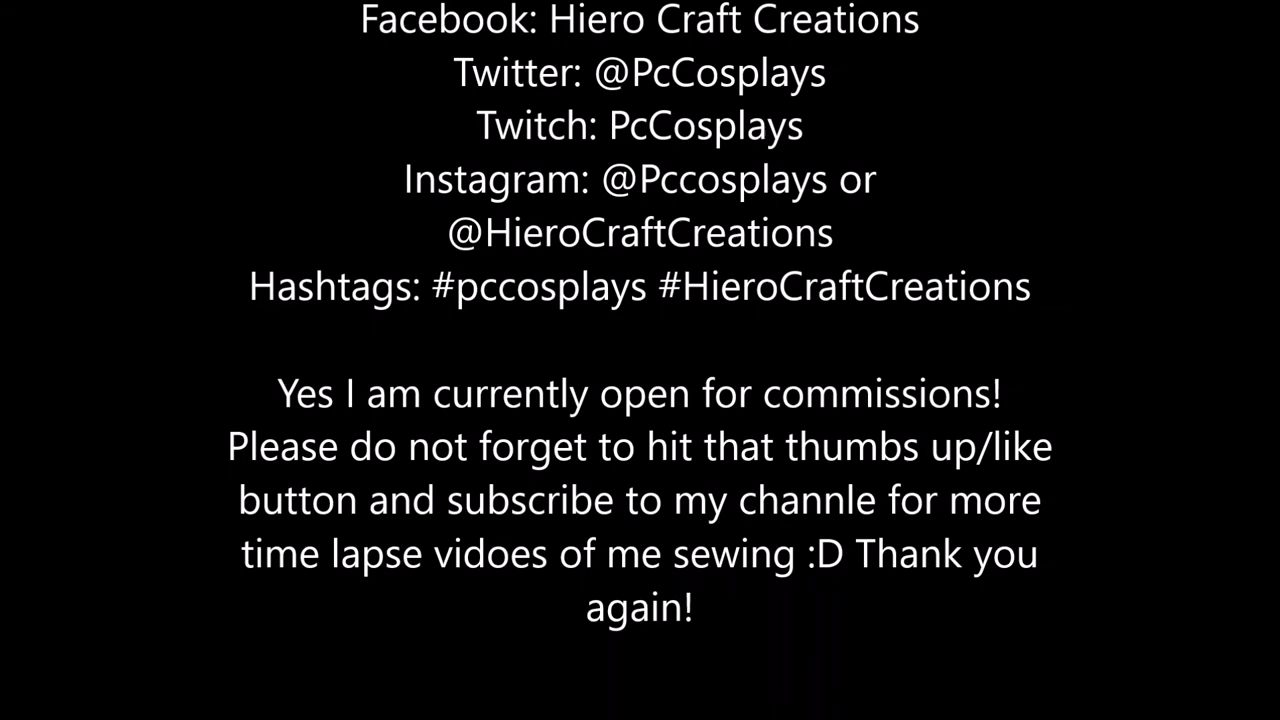 Facebook: Hiero Craft Creations
Twitter: @PcCosplays
Twitch: PcCosplays
Instagram: @Pccosplays or
@HieroCraftCreations
Hashtags: #pccosplays #HieroCraftCreations
Yes I am currently open for commissions!
Please do not forget to hit that thumbs up/like
button and subscribe to my channle for more
time lapse vidoes of me sewing :D Thank you
again!